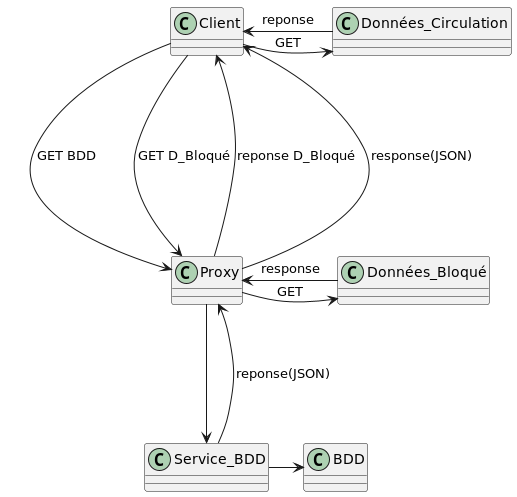 C Client
reponse
C Données_Circulation
GET
GET BDD
GET D_Bloqué
reponse D_Bloqué
response(JSON)
C Proxy
response
C Données_Bloqué
GET
reponse(JSON)
C Service_BDD
C BDD